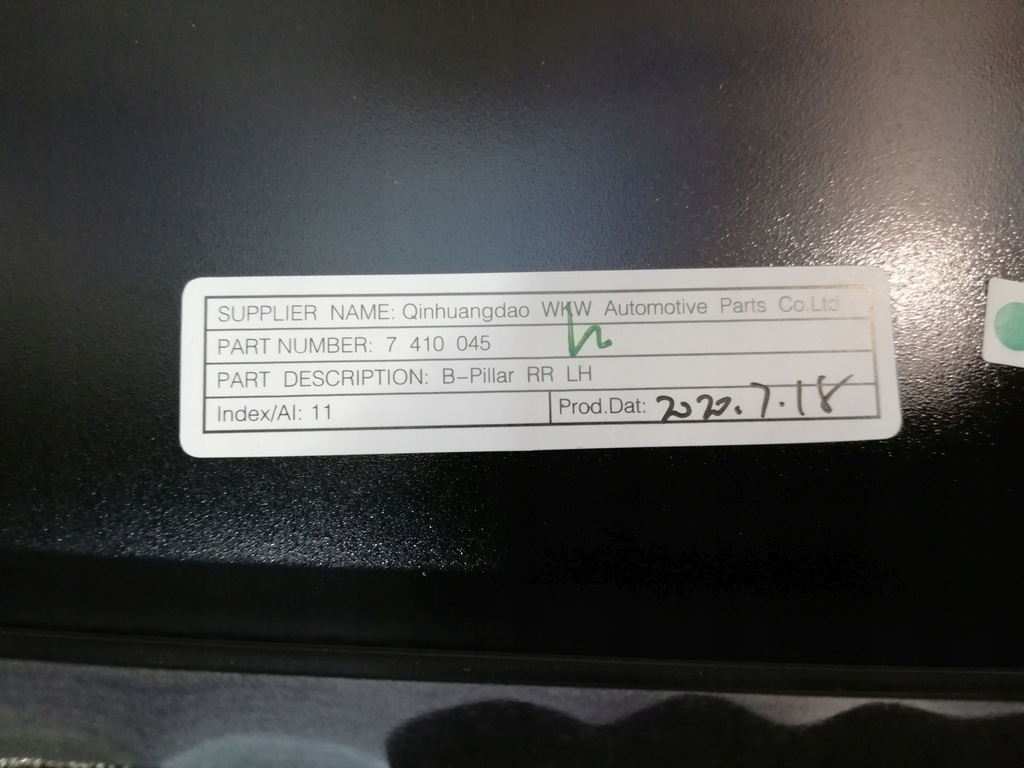 SUPPLIER NAME: Qinhuangdao WKW Automotive Parts Co.Ltd
PART NUMBER: 7 410 045
PART DESCRIPTION: B-Pillar RR LH
Index/AI: 11
Prod.Dat: 2020.7.18